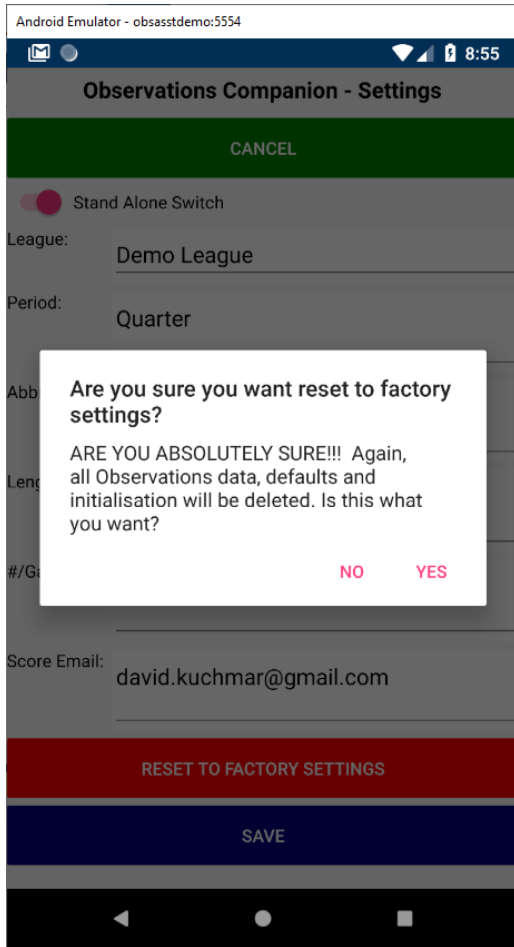 Android Emulator - obsasstdemo:5554
8:55
Observations Companion - Settings
CANCEL
Stand Alone Switch
League:
Demo League
Period:
Quarter
Abb
Are you sure you want reset to factory
settings?
ARE YOU ABSOLUTELY SURE!!!  Again,
all Observations data, defaults and
initialisation will be deleted. Is this what
you want?
Leng
#/Ga
NO YES
Score Email:
david.kuchmar@gmail.com
RESET TO FACTORY SETTINGS
SAVE